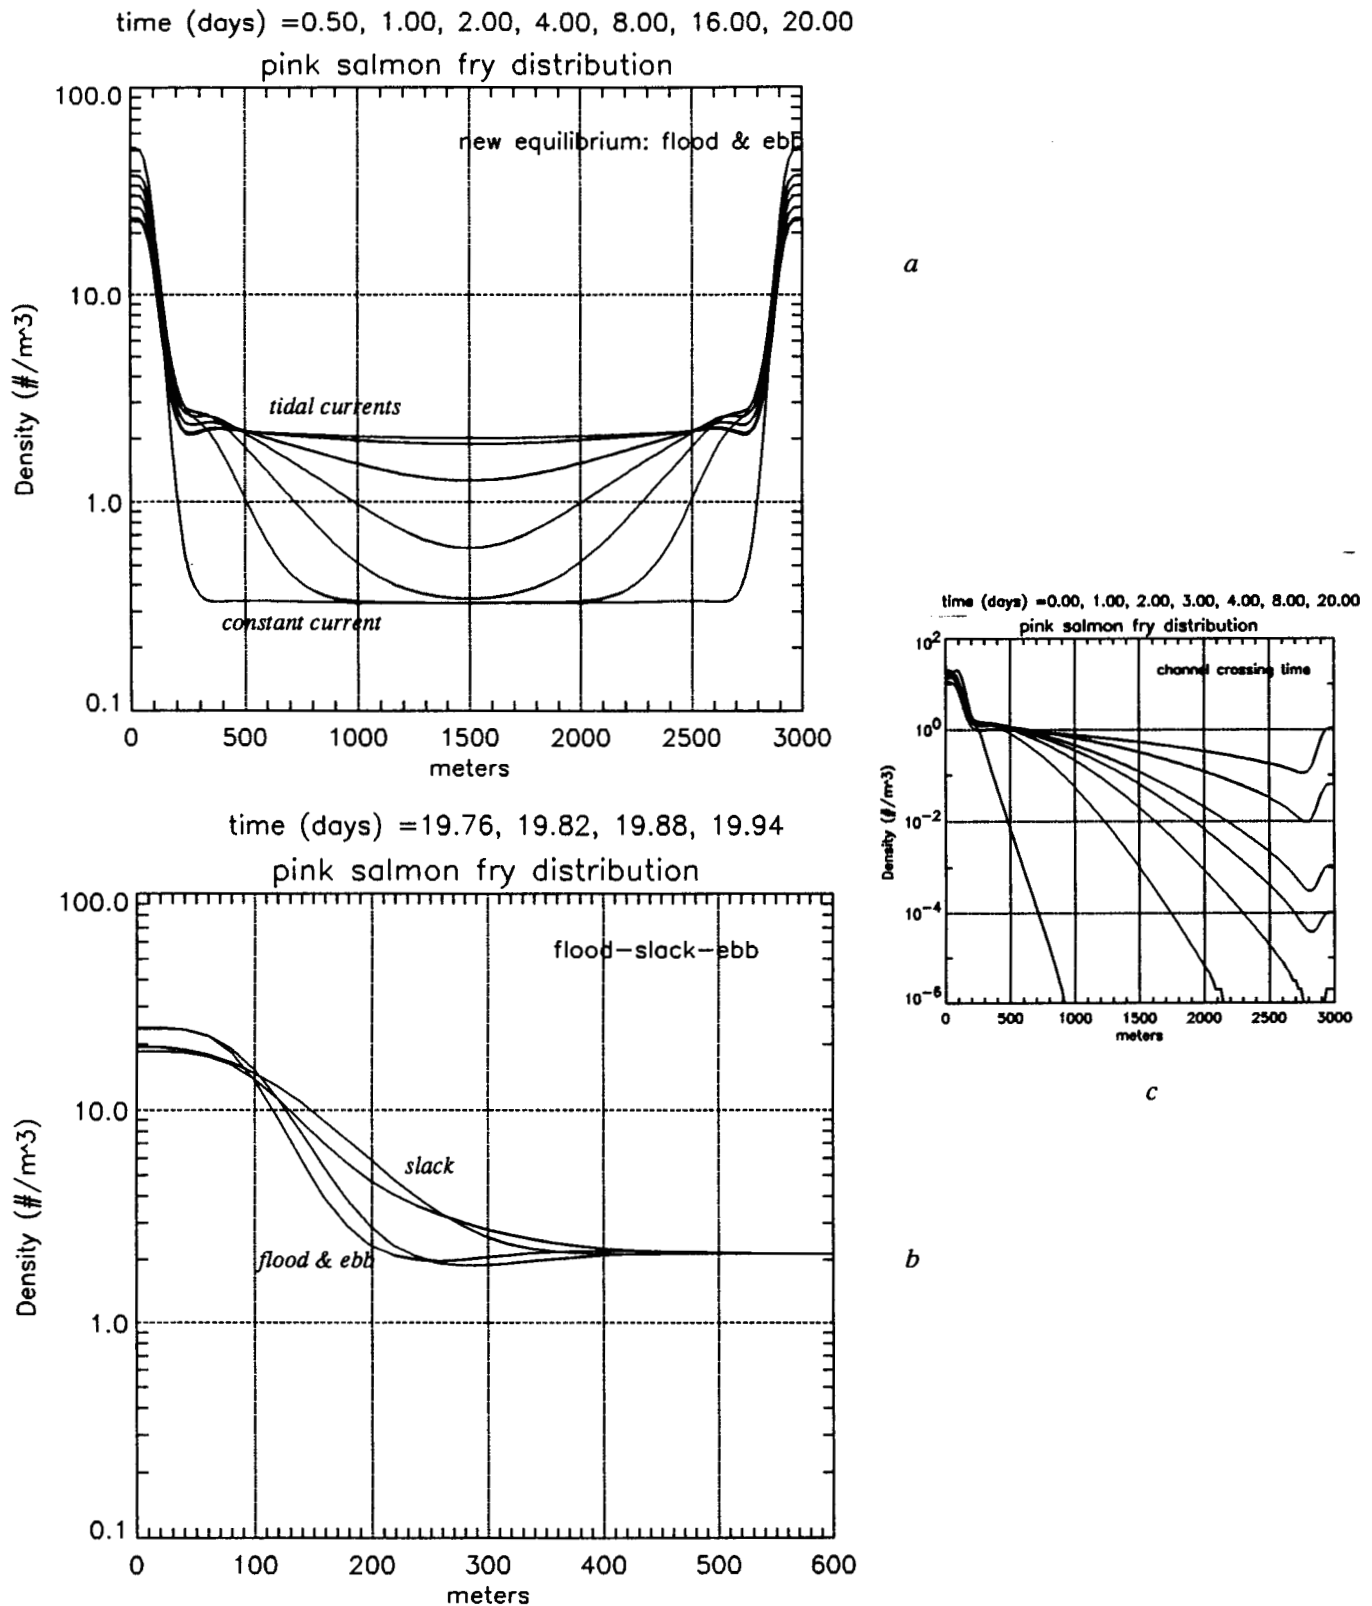 time (days) =0.50, 1.00, 2.00, 4.00, 8.00, 16.00, 20.00
pink salmon fry distribution
100.0
new equilibrium: flood & ebb
10.0
tidal currents
1.0
constant current
0.1
0 500 1000 1500 2000 2500 3000
meters
Density (#/m^3)
a
time (days) =19.76, 19.82, 19.88, 19.94
pink salmon fry distribution
100.0
flood-slack-ebb
10.0
slack
flood & ebb
1.0
0.1
0 100 200 300 400 500 600
meters
Density (#/m^3)
b
time (days) =0.00, 1.00, 2.00, 3.00, 4.00, 8.00, 20.00
pink salmon fry distribution
10^2
channel crossing time
10^0
10^-2
10^-4
10^-6
0 500 1000 1500 2000 2500 3000
meters
Density (#/m^3)
c